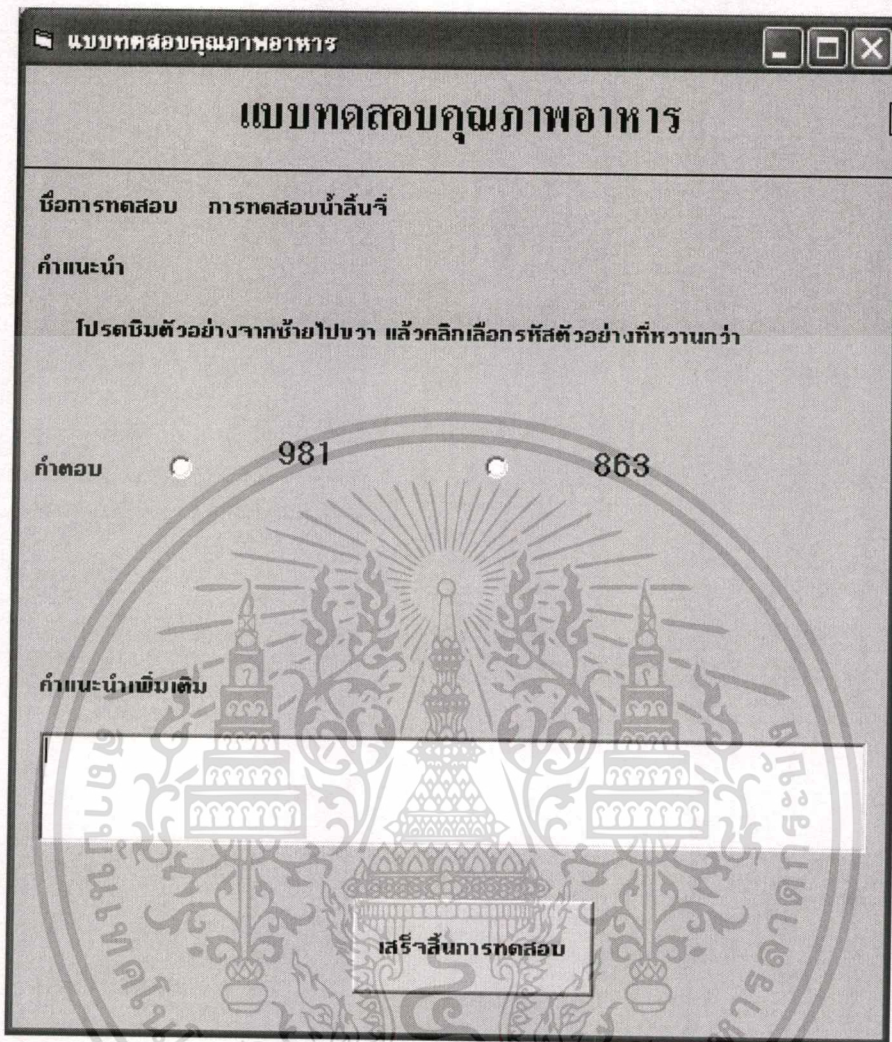 แบบทดสอบคุณภาพอาหาร
แบบทดสอบคุณภาพอาหาร
ชื่อการทดสอบ การทดสอบน้ำลิ้นจี่
คำแนะนำ
โปรดชิมตัวอย่างจากซ้ายไปขวา แล้วคลิกเลือกรหัสตัวอย่างที่หวานกว่า
คำตอบ 981 863
คำแนะนำเพิ่มเติม
เสร็จสิ้นการทดสอบ